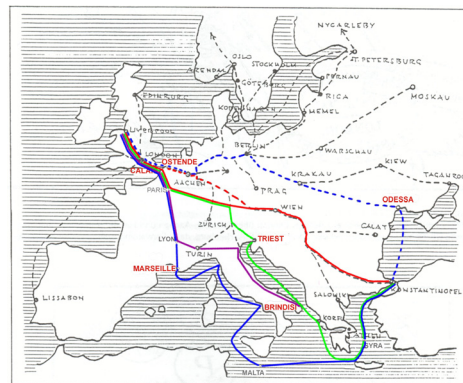 NYCARLEBY
OSLO
ST. PETERSBURG
STOCKHOLM
ARENDAL
GÖTEBORG
PERNAU
EDINBURG
RIGA
MOSKAU
KOPENHAGEN
MEMEL
LIVERPOOL
BERLIN
WARSCHAU
LONDON
OSTENDE
KIEW
CALAI
AACHEN
KRAKAU
TAGANROG
PRAG
PARIS
ODESSA
WIEN
ZÜRICH
GALATZ
LYON
TRIEST
TURIN
MARSEILLE
KONSTANTINOPEL
LISSABON
BRINDISI
SALONIKI
KORFU
ATHEN
SYRA
MALTA